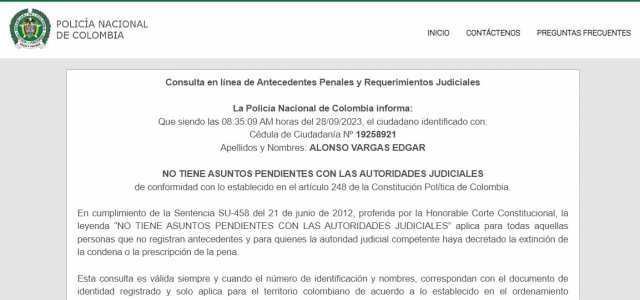 POLICÍA NACIONAL
DE COLOMBIA
INICIO CONTÁCTENOS PREGUNTAS FRECUENTES
Consulta en línea de Antecedentes Penales y Requerimientos Judiciales
La Policía Nacional de Colombia informa:
Que siendo las 08:35:09 AM horas del 28/09/2023, el ciudadano identificado con:
Cédula de Ciudadanía Nº 19258921
Apellidos y Nombres: ALONSO VARGAS EDGAR
NO TIENE ASUNTOS PENDIENTES CON LAS AUTORIDADES JUDICIALES
de conformidad con lo establecido en el artículo 248 de la Constitución Política de Colombia.
En cumplimiento de la Sentencia SU-458 del 21 de junio de 2012, proferida por la Honorable Corte Constitucional, la
leyenda "NO TIENE ASUNTOS PENDIENTES CON LAS AUTORIDADES JUDICIALES" aplica para todas aquellas
personas que no registran antecedentes y para quienes la autoridad judicial competente haya decretado la extinción de
la condena o la prescripción de la pena.
Esta consulta es válida siempre y cuando el número de identificación y nombres, correspondan con el documento de
identidad registrado y solo aplica para el territorio colombiano de acuerdo a lo establecido en el ordenamiento